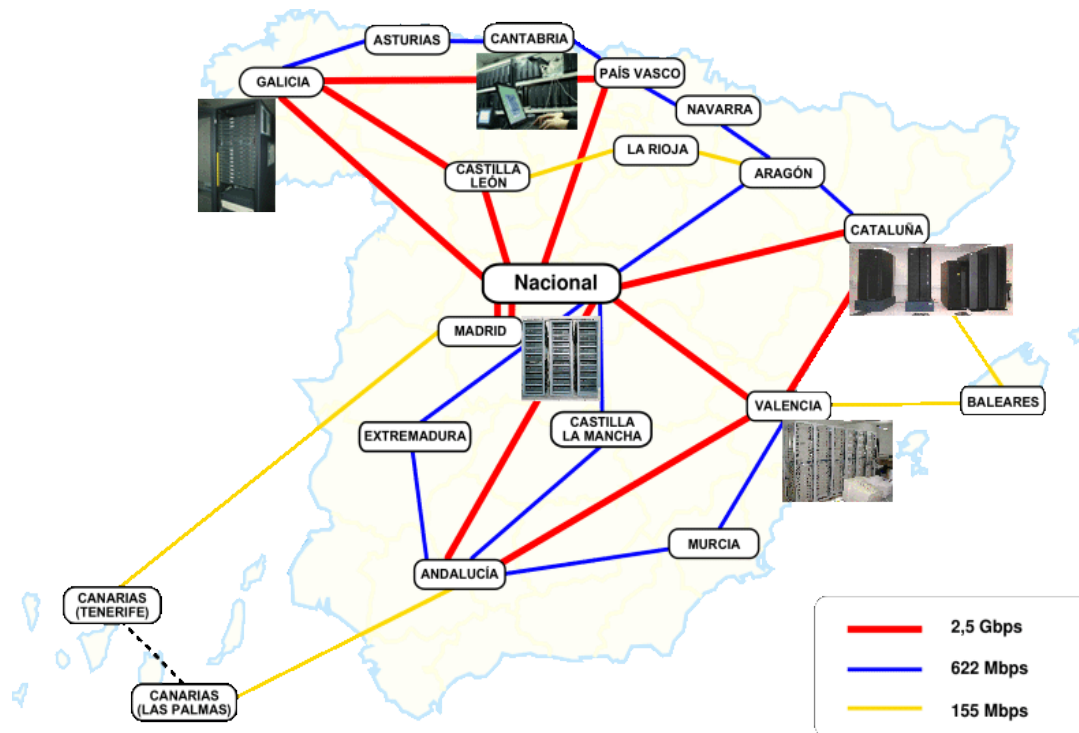 ASTURIAS
CANTABRIA
GALICIA
PAÍS VASCO
NAVARRA
LA RIOJA
CASTILLA
LEÓN
ARAGÓN
CATALUÑA
Nacional
MADRID
VALENCIA
BALEARES
EXTREMADURA
CASTILLA
LA MANCHA
MURCIA
ANDALUCÍA
CANARIAS
(TENERIFE)
CANARIAS
(LAS PALMAS)
2,5 Gbps
622 Mbps
155 Mbps